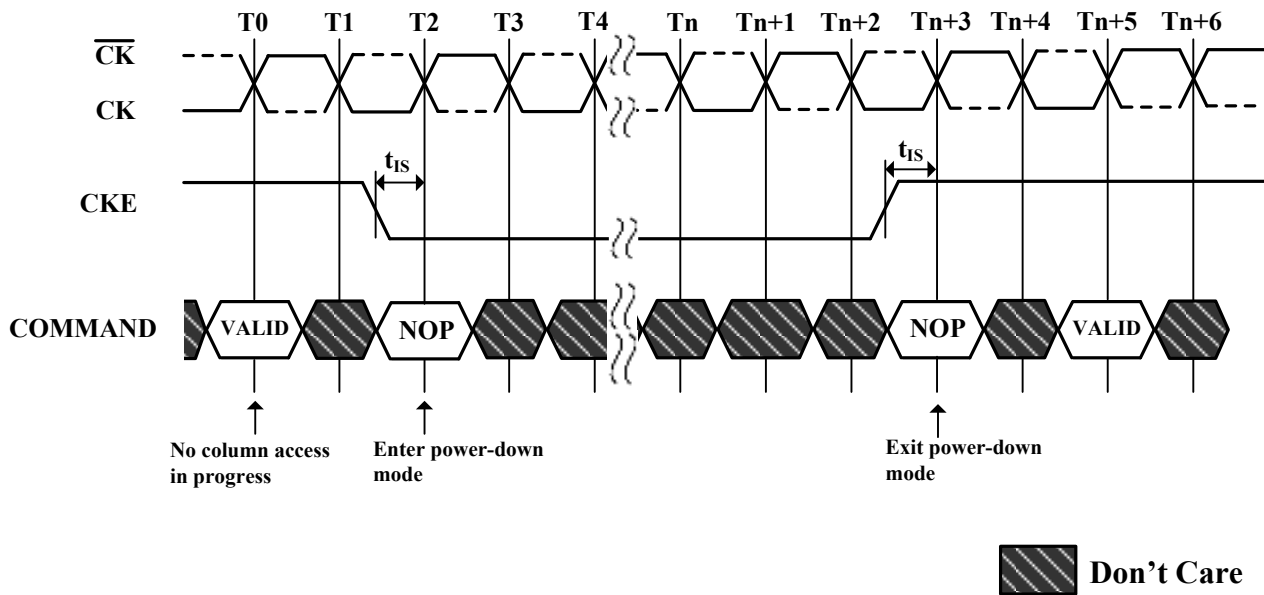 T0 T1 T2 T3 T4 Tn Tn+1 Tn+2 Tn+3 Tn+4 Tn+5 Tn+6
CK
CK
tIS tIS
CKE
COMMAND VALID NOP NOP VALID
No column access
in progress
Enter power-down
mode
Exit power-down
mode
Don't Care